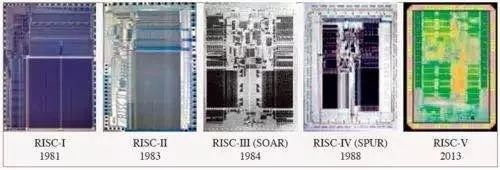 RISC-I
1981
RISC-II
1983
RISC-III (SOAR)
1984
RISC-IV (SPUR)
1988
RISC-V
2013